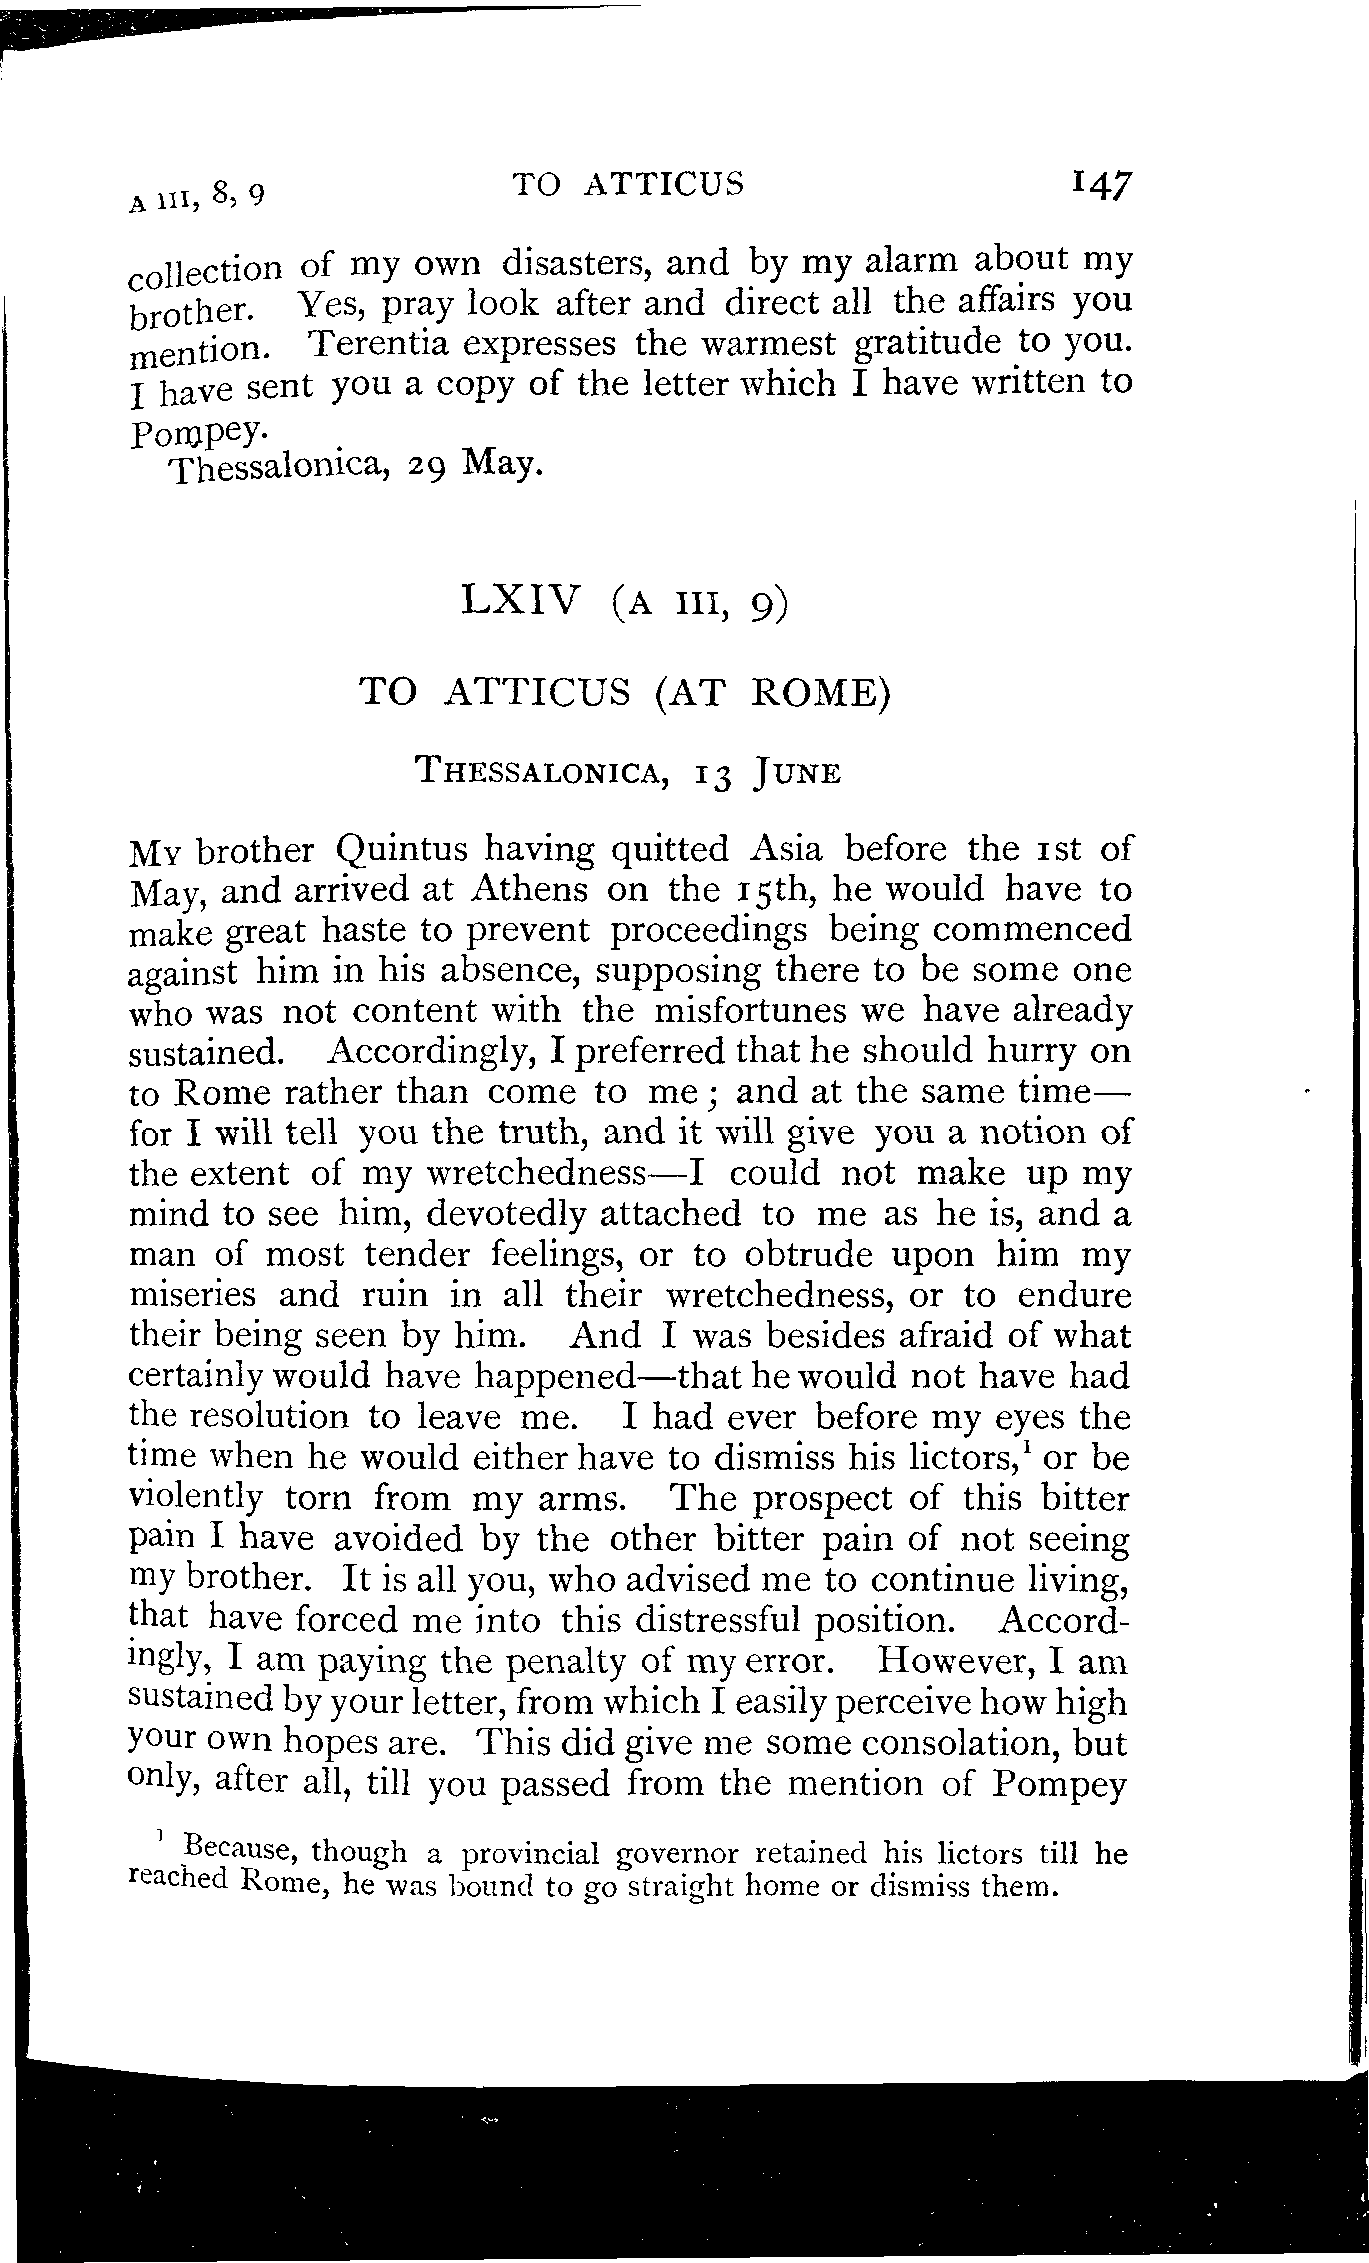 A III, 8, 9 TO ATTICUS 147
collection of my own disasters, and by my alarm about my
brother. Yes, pray look after and direct all the affairs you
mention. Terentia expresses the warmest gratitude to you.
I have sent you a copy of the letter which I have written to
Pompey.
Thessalonica, 29 May.
LXIV (A III, 9)
TO ATTICUS (AT ROME)
THESSALONICA, 13 JUNE
MY brother Quintus having quitted Asia before the 1st of
May, and arrived at Athens on the 15th, he would have to
make great haste to prevent proceedings being commenced
against him in his absence, supposing there to be some one
who was not content with the misfortunes we have already
sustained. Accordingly, I preferred that he should hurry on
to Rome rather than come to me; and at the same time—
for I will tell you the truth, and it will give you a notion of
the extent of my wretchedness—I could not make up my
mind to see him, devotedly attached to me as he is, and a
man of most tender feelings, or to obtrude upon him my
miseries and ruin in all their wretchedness, or to endure
their being seen by him. And I was besides afraid of what
certainly would have happened—that he would not have had
the resolution to leave me. I had ever before my eyes the
time when he would either have to dismiss his lictors,¹ or be
violently torn from my arms. The prospect of this bitter
pain I have avoided by the other bitter pain of not seeing
my brother. It is all you, who advised me to continue living,
that have forced me into this distressful position. Accord-
ingly, I am paying the penalty of my error. However, I am
sustained by your letter, from which I easily perceive how high
your own hopes are. This did give me some consolation, but
only, after all, till you passed from the mention of Pompey
¹ Because, though a provincial governor retained his lictors till he
reached Rome, he was bound to go straight home or dismiss them.